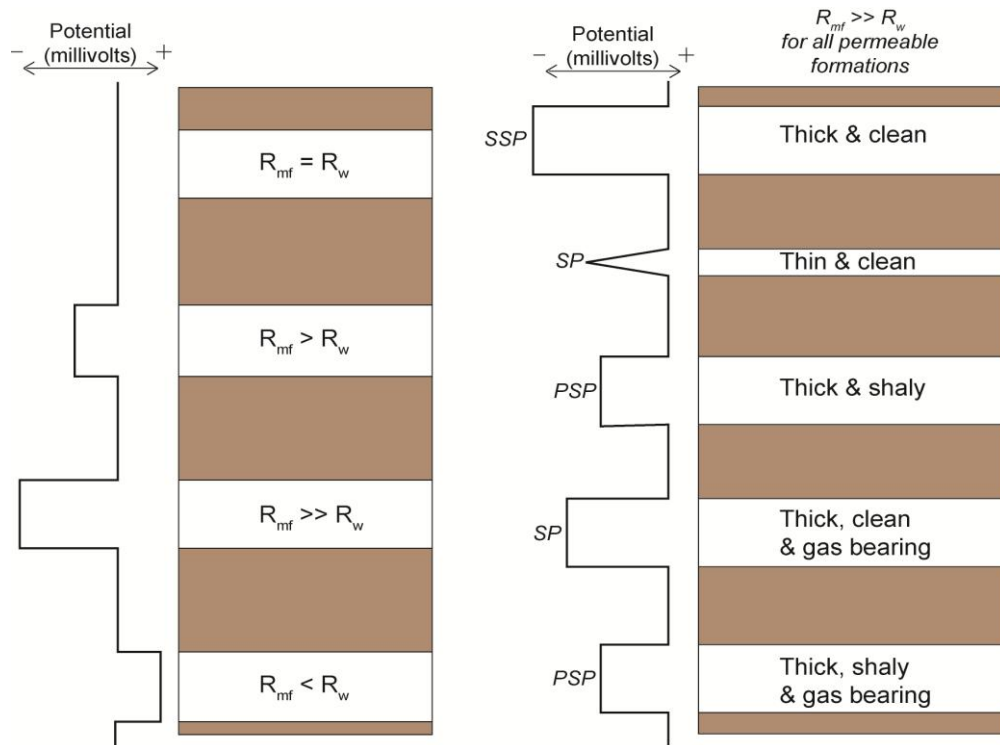 Potential
(millivolts)
− +
R_mf = R_w
R_mf > R_w
R_mf >> R_w
R_mf < R_w
Potential
(millivolts)
− +
R_mf >> R_w
for all permeable
formations
SSP
Thick & clean
SP
Thin & clean
PSP
Thick & shaly
SP
Thick, clean
& gas bearing
PSP
Thick, shaly
& gas bearing